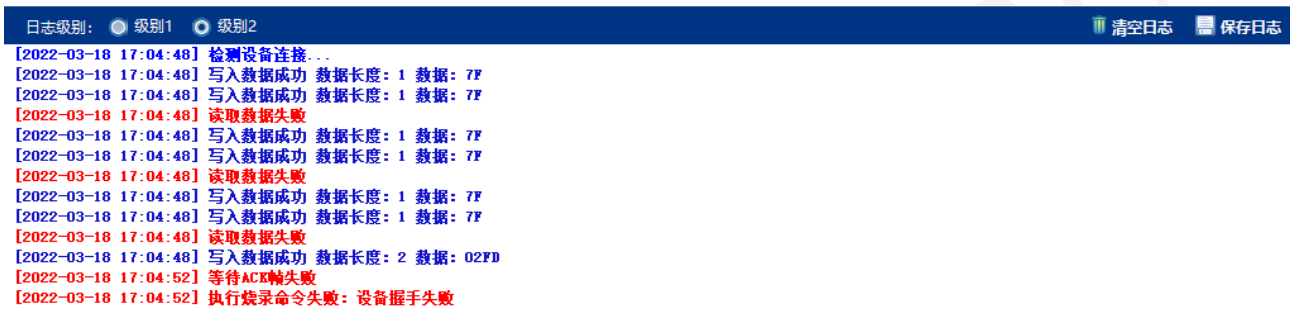 日志级别: 级别1 级别2 清空日志 保存日志
[2022-03-18 17:04:48] 检测设备连接...
[2022-03-18 17:04:48] 写入数据成功 数据长度: 1 数据: 7F
[2022-03-18 17:04:48] 写入数据成功 数据长度: 1 数据: 7F
[2022-03-18 17:04:48] 读取数据失败
[2022-03-18 17:04:48] 写入数据成功 数据长度: 1 数据: 7F
[2022-03-18 17:04:48] 写入数据成功 数据长度: 1 数据: 7F
[2022-03-18 17:04:48] 读取数据失败
[2022-03-18 17:04:48] 写入数据成功 数据长度: 1 数据: 7F
[2022-03-18 17:04:48] 写入数据成功 数据长度: 1 数据: 7F
[2022-03-18 17:04:48] 读取数据失败
[2022-03-18 17:04:48] 写入数据成功 数据长度: 2 数据: 02FD
[2022-03-18 17:04:52] 等待ACK帧失败
[2022-03-18 17:04:52] 执行烧录命令失败: 设备握手失败